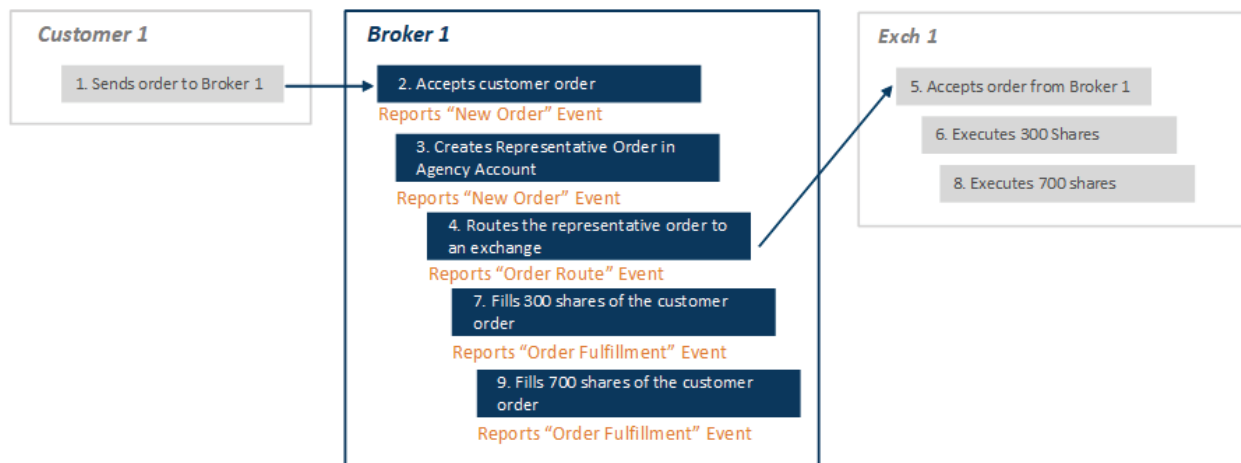 Customer 1
1. Sends order to Broker 1
Broker 1
2. Accepts customer order
Reports “New Order” Event
3. Creates Representative Order in
Agency Account
Reports “New Order” Event
4. Routes the representative order to
an exchange
Reports “Order Route” Event
7. Fills 300 shares of the customer
order
Reports “Order Fulfillment” Event
9. Fills 700 shares of the customer
order
Reports “Order Fulfillment” Event
Exch 1
5. Accepts order from Broker 1
6. Executes 300 Shares
8. Executes 700 shares